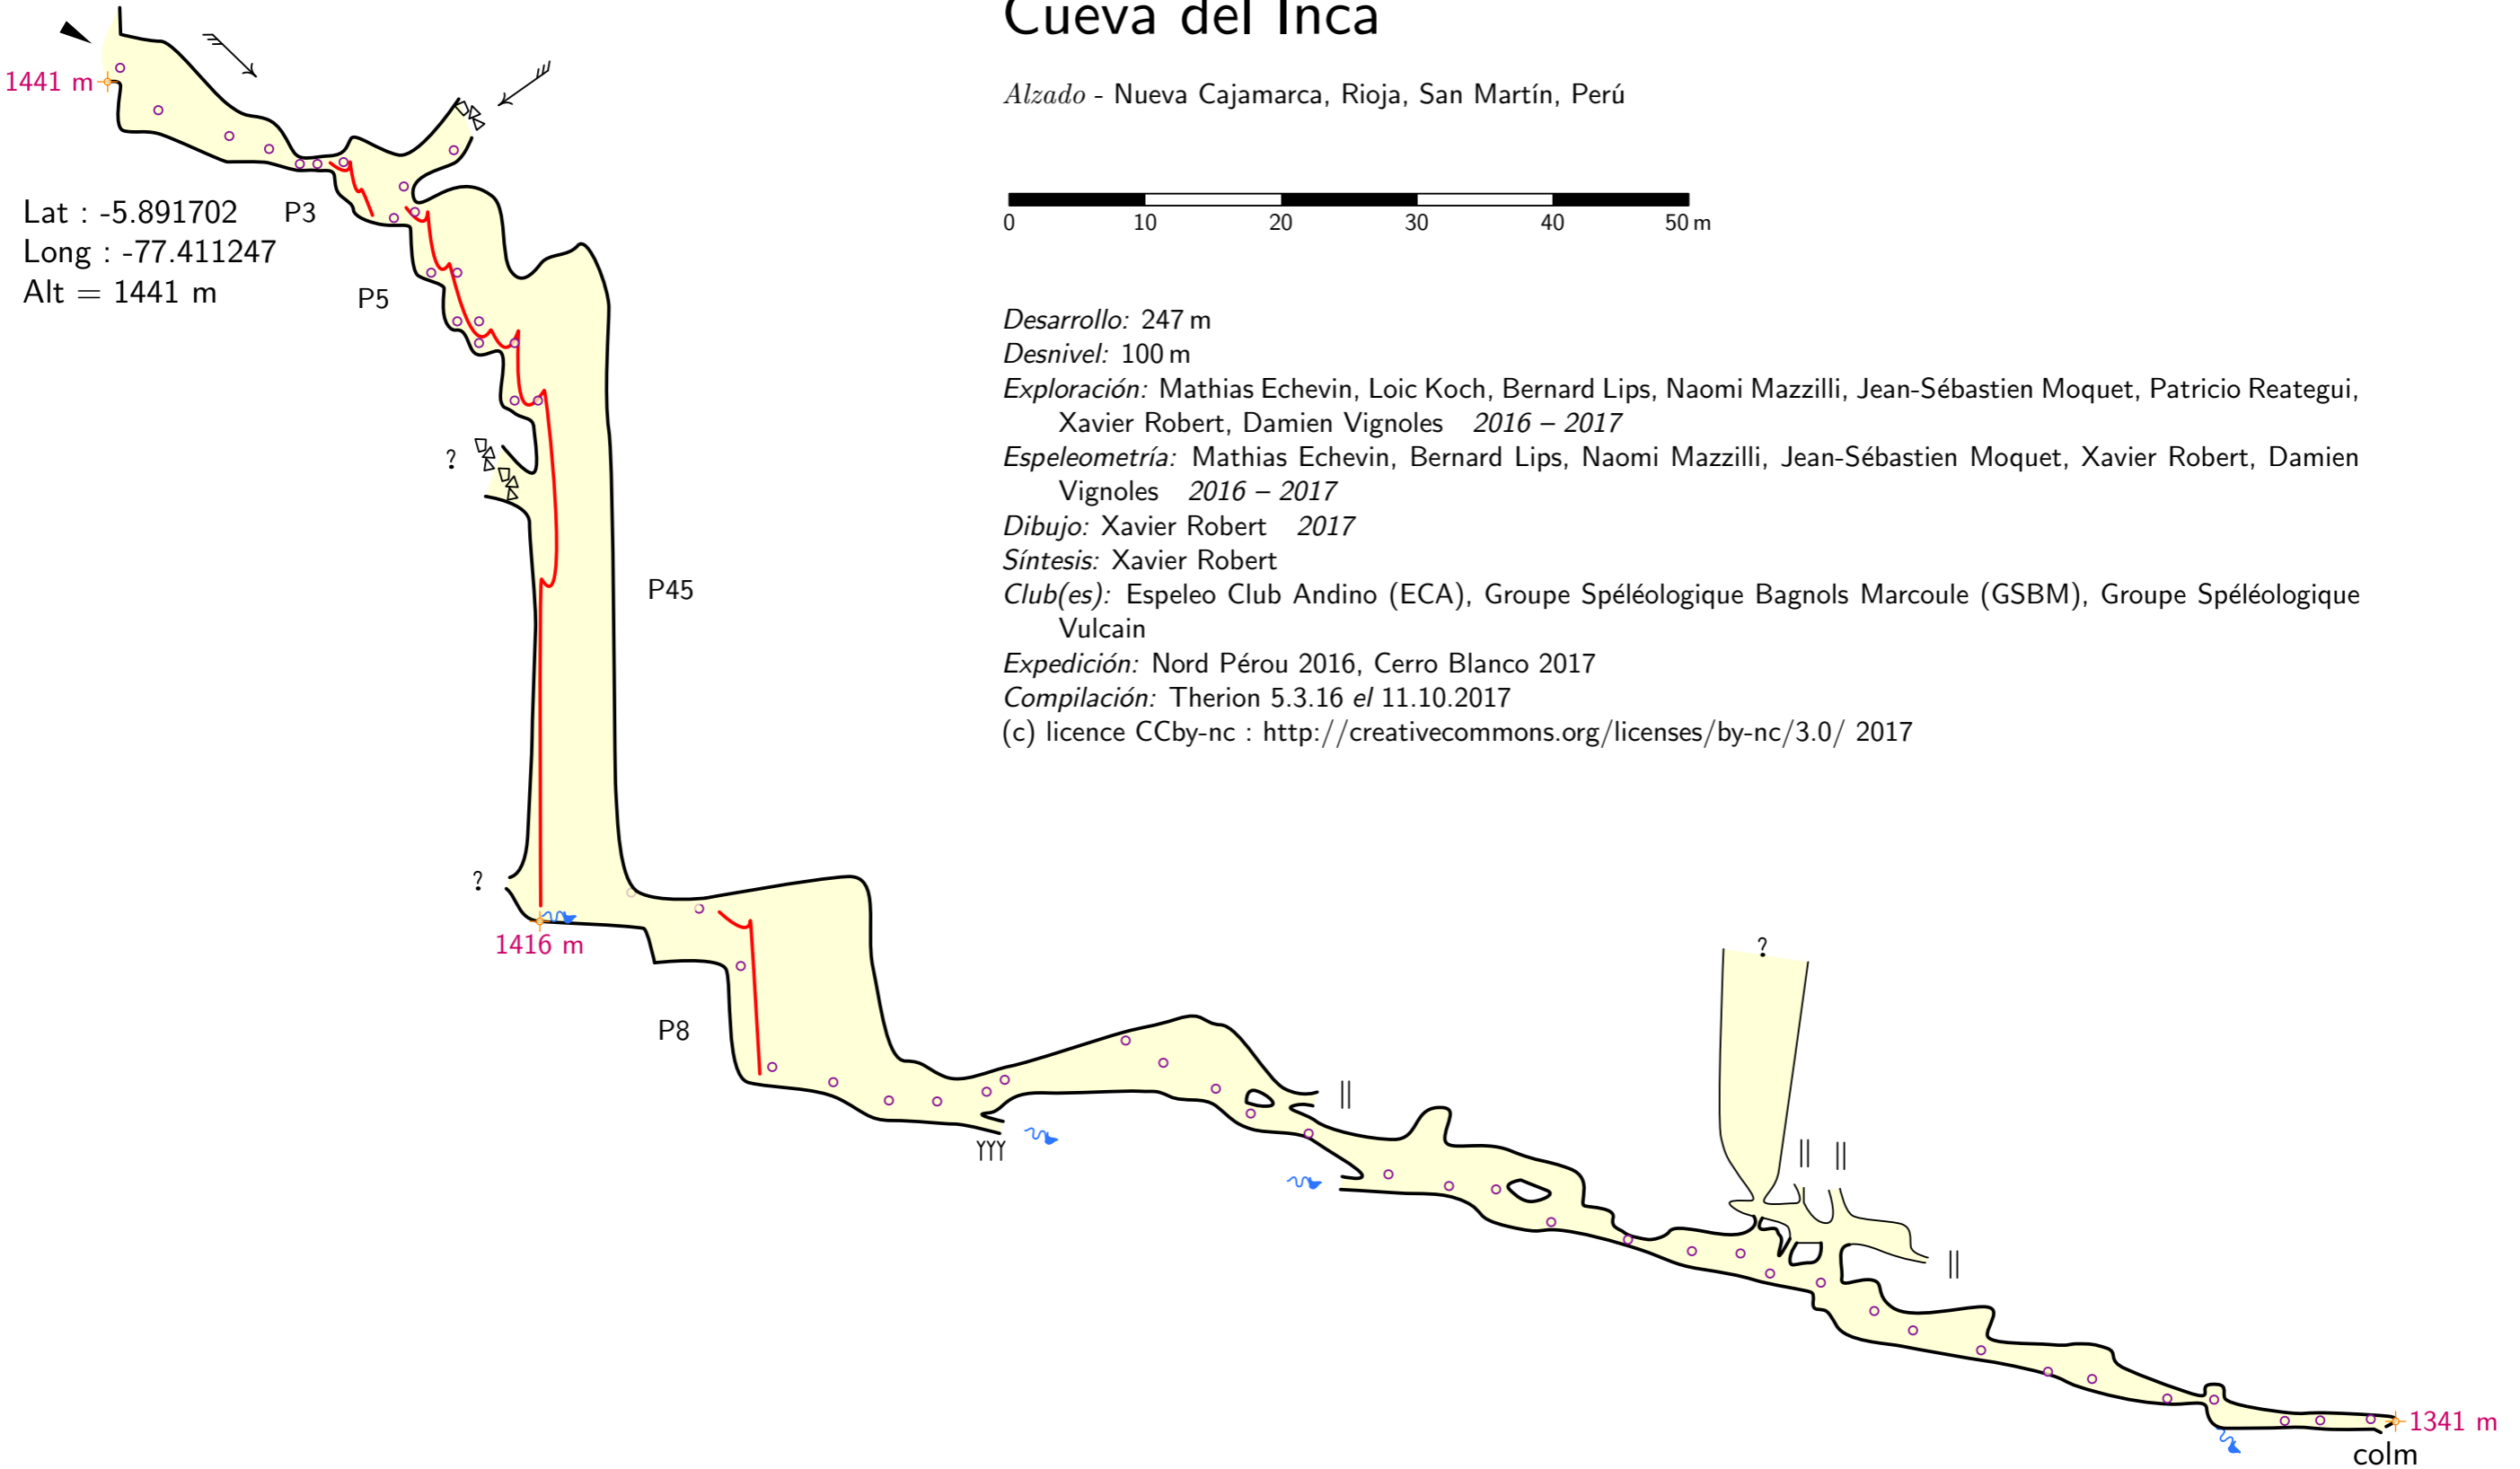 Cueva del Inca
Alzado - Nueva Cajamarca, Rioja, San Martín, Perú
0 10 20 30 40 50 m
1441 m
Lat : -5.891702
Long : -77.411247
Alt = 1441 m
P3
P5
?
P45
?
1416 m
P8
?
1341 m
colm
Desarrollo: 247 m
Desnivel: 100 m
Exploración: Mathias Echevin, Loic Koch, Bernard Lips, Naomi Mazzilli, Jean-Sébastien Moquet, Patricio Reategui,
Xavier Robert, Damien Vignoles 2016 – 2017
Espeleometría: Mathias Echevin, Bernard Lips, Naomi Mazzilli, Jean-Sébastien Moquet, Xavier Robert, Damien
Vignoles 2016 – 2017
Dibujo: Xavier Robert 2017
Síntesis: Xavier Robert
Club(es): Espeleo Club Andino (ECA), Groupe Spéléologique Bagnols Marcoule (GSBM), Groupe Spéléologique
Vulcain
Expedición: Nord Pérou 2016, Cerro Blanco 2017
Compilación: Therion 5.3.16 el 11.10.2017
(c) licence CCby-nc : http://creativecommons.org/licenses/by-nc/3.0/ 2017